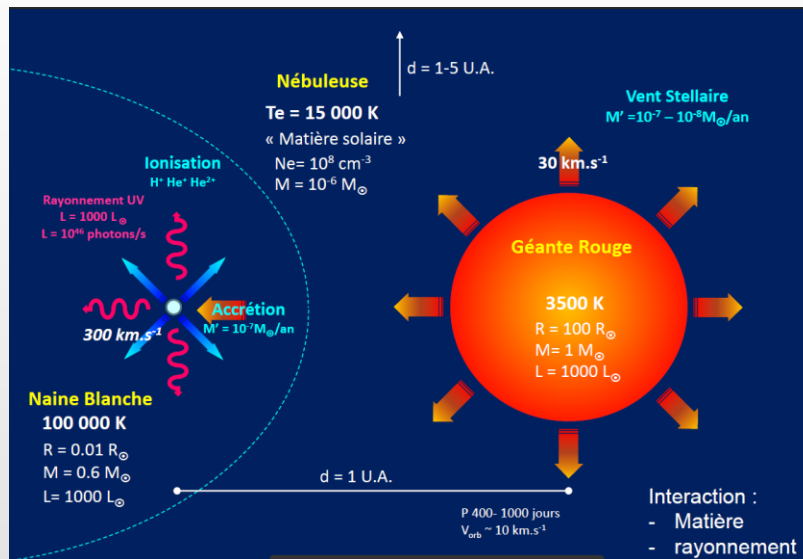 d = 1-5 U.A.
Nébuleuse
Te = 15 000 K
« Matière solaire »
Ne= 10⁸ cm⁻³
M = 10⁻⁶ M☉
Vent Stellaire
M' =10⁻⁷ – 10⁻⁸M☉/an
Ionisation
H⁺ He⁺ He²⁺
Rayonnement UV
L = 1000 L☉
L = 10⁴⁶ photons/s
30 km.s⁻¹
Géante Rouge
3500 K
R = 100 R☉
M= 1 M☉
L = 1000 L☉
Accrétion
M' = 10⁻⁷M☉/an
300 km.s⁻¹
Naine Blanche
100 000 K
R = 0.01 R☉
M = 0.6 M☉
L= 1000 L☉
d = 1 U.A.
P 400- 1000 jours
V_orb ~ 10 km.s⁻¹
Interaction :
- Matière
- rayonnement